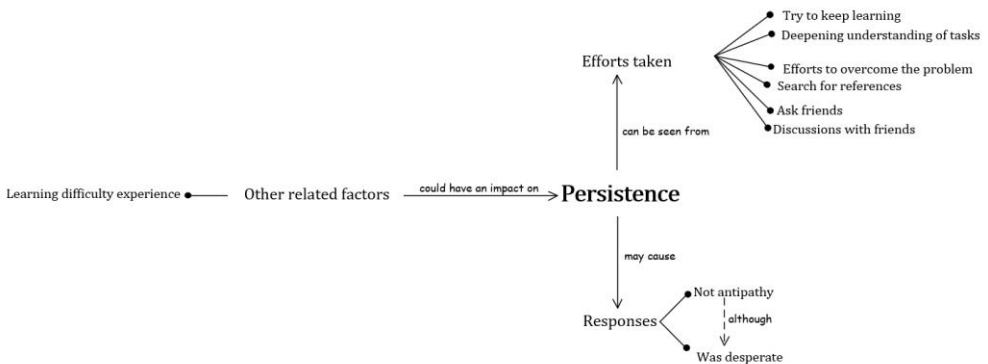 Try to keep learning
Deepening understanding of tasks
Efforts taken
Efforts to overcome the problem
Search for references
Ask friends
Discussions with friends
can be seen from
Learning difficulty experience
Other related factors
could have an impact on
Persistence
may cause
Not antipathy
although
Responses
Was desperate